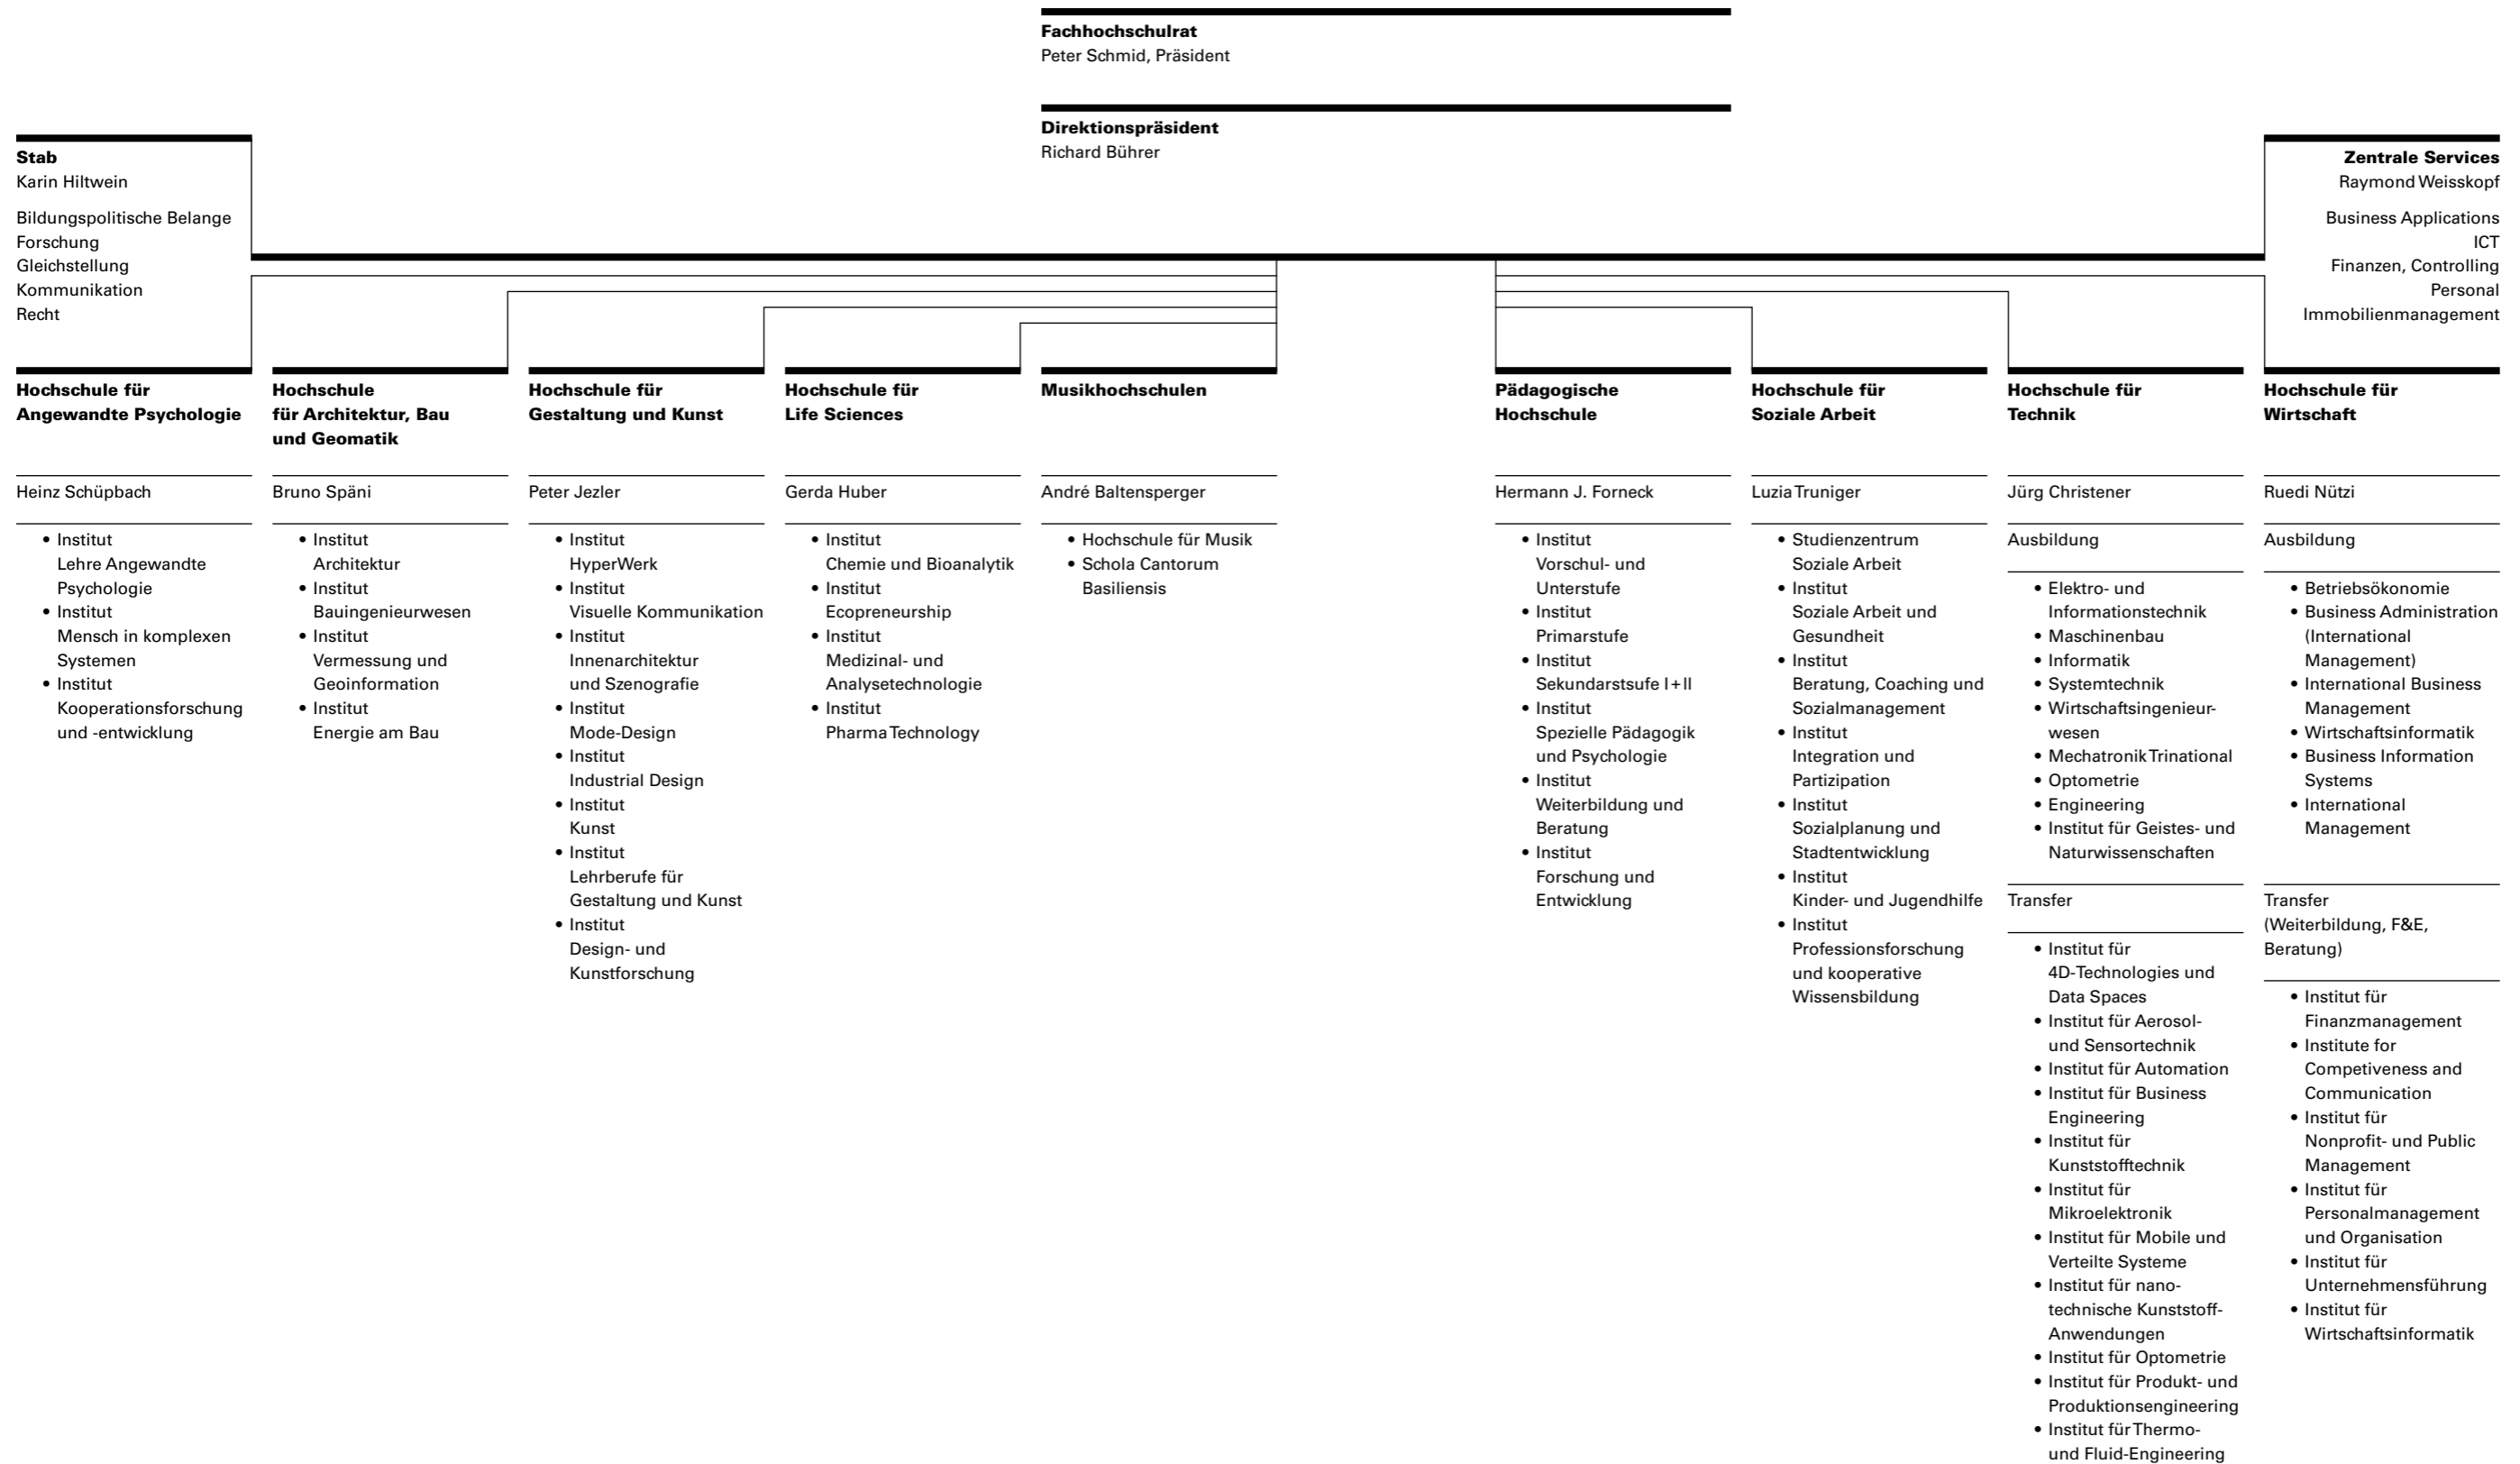 Fachhochschulrat
Peter Schmid, Präsident
Direktionspräsident
Richard Bührer
Stab
Karin Hiltwein
Bildungspolitische Belange
Forschung
Gleichstellung
Kommunikation
Recht
Zentrale Services
Raymond Weisskopf
Business Applications
ICT
Finanzen, Controlling
Personal
Immobilienmanagement
Hochschule für
Angewandte Psychologie
Heinz Schüpbach
• Institut
Lehre Angewandte
Psychologie
• Institut
Mensch in komplexen
Systemen
• Institut
Kooperationsforschung
und -entwicklung
Hochschule
für Architektur, Bau
und Geomatik
Bruno Späni
• Institut
Architektur
• Institut
Bauingenieurwesen
• Institut
Vermessung und
Geoinformation
• Institut
Energie am Bau
Hochschule für
Gestaltung und Kunst
Peter Jezler
• Institut
HyperWerk
• Institut
Visuelle Kommunikation
• Institut
Innenarchitektur
und Szenografie
• Institut
Mode-Design
• Institut
Industrial Design
• Institut
Kunst
• Institut
Lehrberufe für
Gestaltung und Kunst
• Institut
Design- und
Kunstforschung
Hochschule für
Life Sciences
Gerda Huber
• Institut
Chemie und Bioanalytik
• Institut
Ecopreneurship
• Institut
Medizinal- und
Analysetechnologie
• Institut
Pharma Technology
Musikhochschulen
André Baltensperger
• Hochschule für Musik
• Schola Cantorum
Basiliensis
Pädagogische
Hochschule
Hermann J. Forneck
• Institut
Vorschul- und
Unterstufe
• Institut
Primarstufe
• Institut
Sekundarstsufe I+II
• Institut
Spezielle Pädagogik
und Psychologie
• Institut
Weiterbildung und
Beratung
• Institut
Forschung und
Entwicklung
Hochschule für
Soziale Arbeit
Luzia Truniger
• Studienzentrum
Soziale Arbeit
• Institut
Soziale Arbeit und
Gesundheit
• Institut
Beratung, Coaching und
Sozialmanagement
• Institut
Integration und
Partizipation
• Institut
Sozialplanung und
Stadtentwicklung
• Institut
Kinder- und Jugendhilfe
• Institut
Professionsforschung
und kooperative
Wissensbildung
Hochschule für
Technik
Jürg Christener
Ausbildung
• Elektro- und
Informationstechnik
• Maschinenbau
• Informatik
• Systemtechnik
• Wirtschaftsingenieur-
wesen
• Mechatronik Trinational
• Optometrie
• Engineering
• Institut für Geistes- und
Naturwissenschaften
Transfer
• Institut für
4D-Technologies und
Data Spaces
• Institut für Aerosol-
und Sensortechnik
• Institut für Automation
• Institut für Business
Engineering
• Institut für
Kunststofftechnik
• Institut für
Mikroelektronik
• Institut für Mobile und
Verteilte Systeme
• Institut für nano-
technische Kunststoff-
Anwendungen
• Institut für Optometrie
• Institut für Produkt- und
Produktionsengineering
• Institut für Thermo-
und Fluid-Engineering
Hochschule für
Wirtschaft
Ruedi Nützi
Ausbildung
• Betriebsökonomie
• Business Administration
(International
Management)
• International Business
Management
• Wirtschaftsinformatik
• Business Information
Systems
• International
Management
Transfer
(Weiterbildung, F&E,
Beratung)
• Institut für
Finanzmanagement
• Institute for
Competiveness and
Communication
• Institut für
Nonprofit- und Public
Management
• Institut für
Personalmanagement
und Organisation
• Institut für
Unternehmensführung
• Institut für
Wirtschaftsinformatik